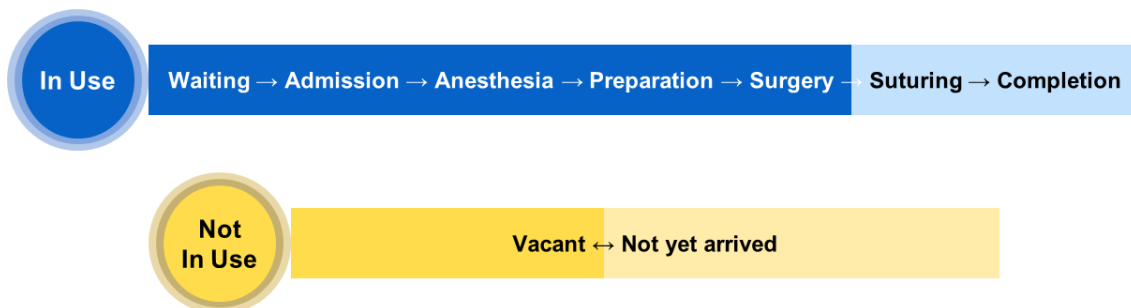 In Use
Waiting → Admission → Anesthesia → Preparation → Surgery → Suturing → Completion
Not
In Use
Vacant ↔ Not yet arrived